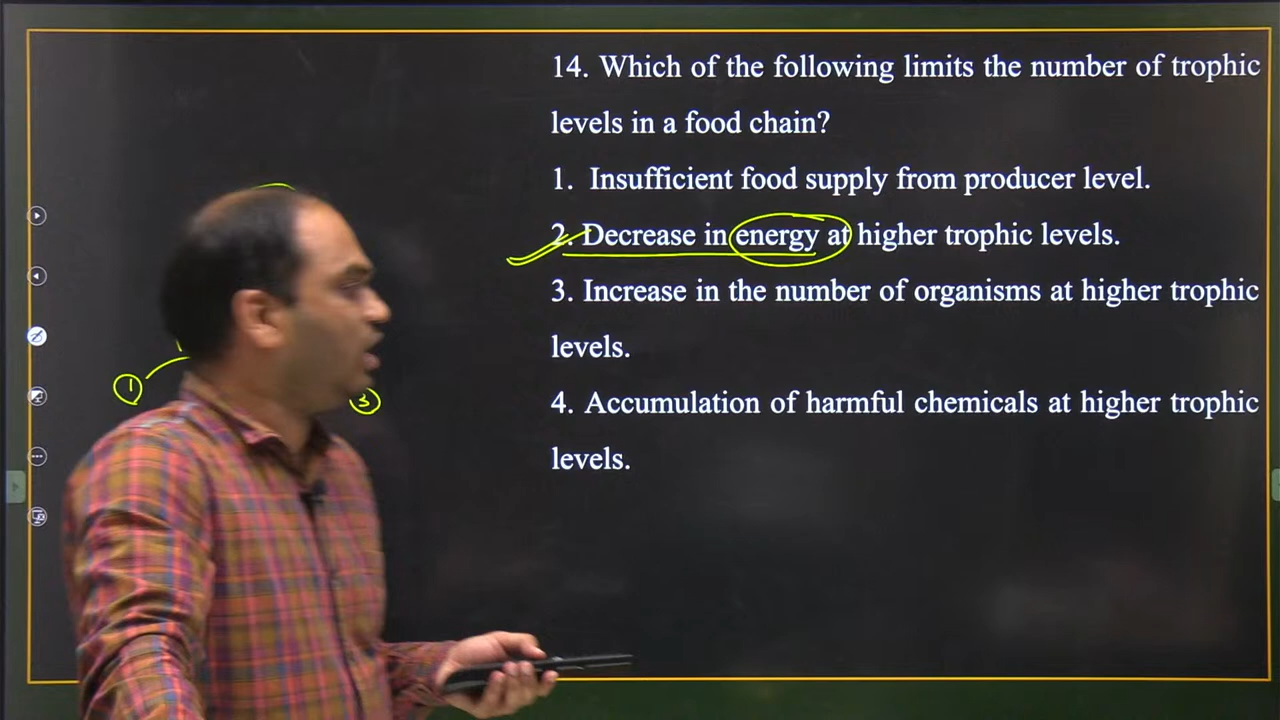 14. Which of the following limits the number of trophic
levels in a food chain?
1. Insufficient food supply from producer level.
2. Decrease in energy at higher trophic levels.
3. Increase in the number of organisms at higher trophic
levels.
4. Accumulation of harmful chemicals at higher trophic
levels.
1
3